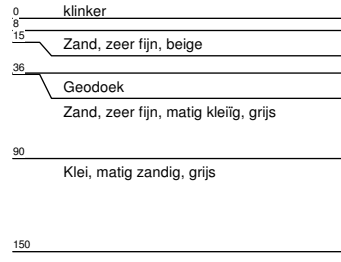 0 klinker
8
15 Zand, zeer fijn, beige
36
Geodoek
Zand, zeer fijn, matig kleiïg, grijs
90
Klei, matig zandig, grijs
150